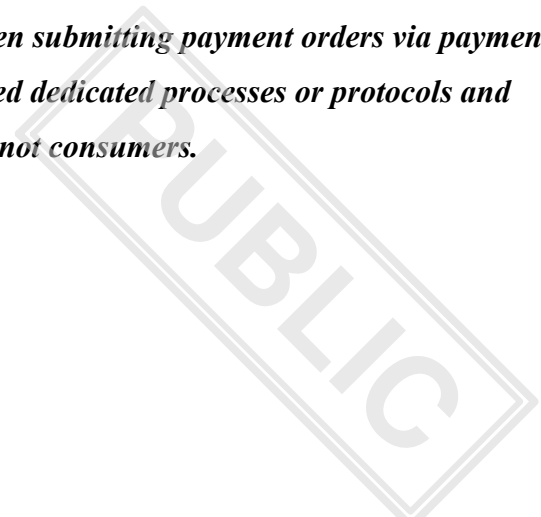 en submitting payment orders via paymen
ed dedicated processes or protocols and
not consumers.
PUBLIC